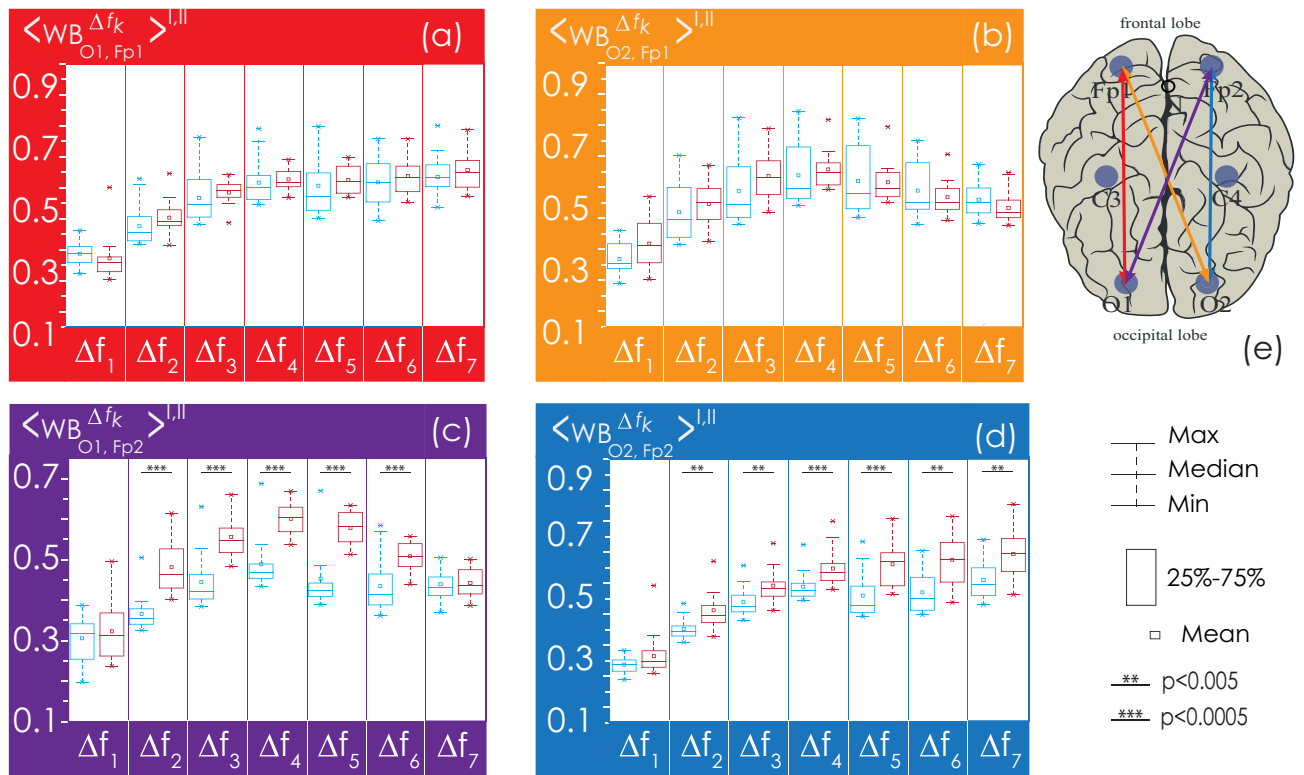 <WB^Δf_k_O1, Fp1>^I,II (a)
0.9
0.7
0.5
0.3
0.1
Δf₁ Δf₂ Δf₃ Δf₄ Δf₅ Δf₆ Δf₇
<WB^Δf_k_O2, Fp1>^I,II (b)
0.9
0.7
0.5
0.3
0.1
Δf₁ Δf₂ Δf₃ Δf₄ Δf₅ Δf₆ Δf₇
frontal lobe
Fp1 Fp2
N
C3 C4
O1 O2
occipital lobe
(e)
<WB^Δf_k_O1, Fp2>^I,II (c)
*** *** *** *** ***
0.7
0.5
0.3
0.1
Δf₁ Δf₂ Δf₃ Δf₄ Δf₅ Δf₆ Δf₇
<WB^Δf_k_O2, Fp2>^I,II (d)
** ** *** *** ** **
0.9
0.7
0.5
0.3
0.1
Δf₁ Δf₂ Δf₃ Δf₄ Δf₅ Δf₆ Δf₇
Max
Median
Min
25%-75%
Mean
** p<0.005
*** p<0.0005